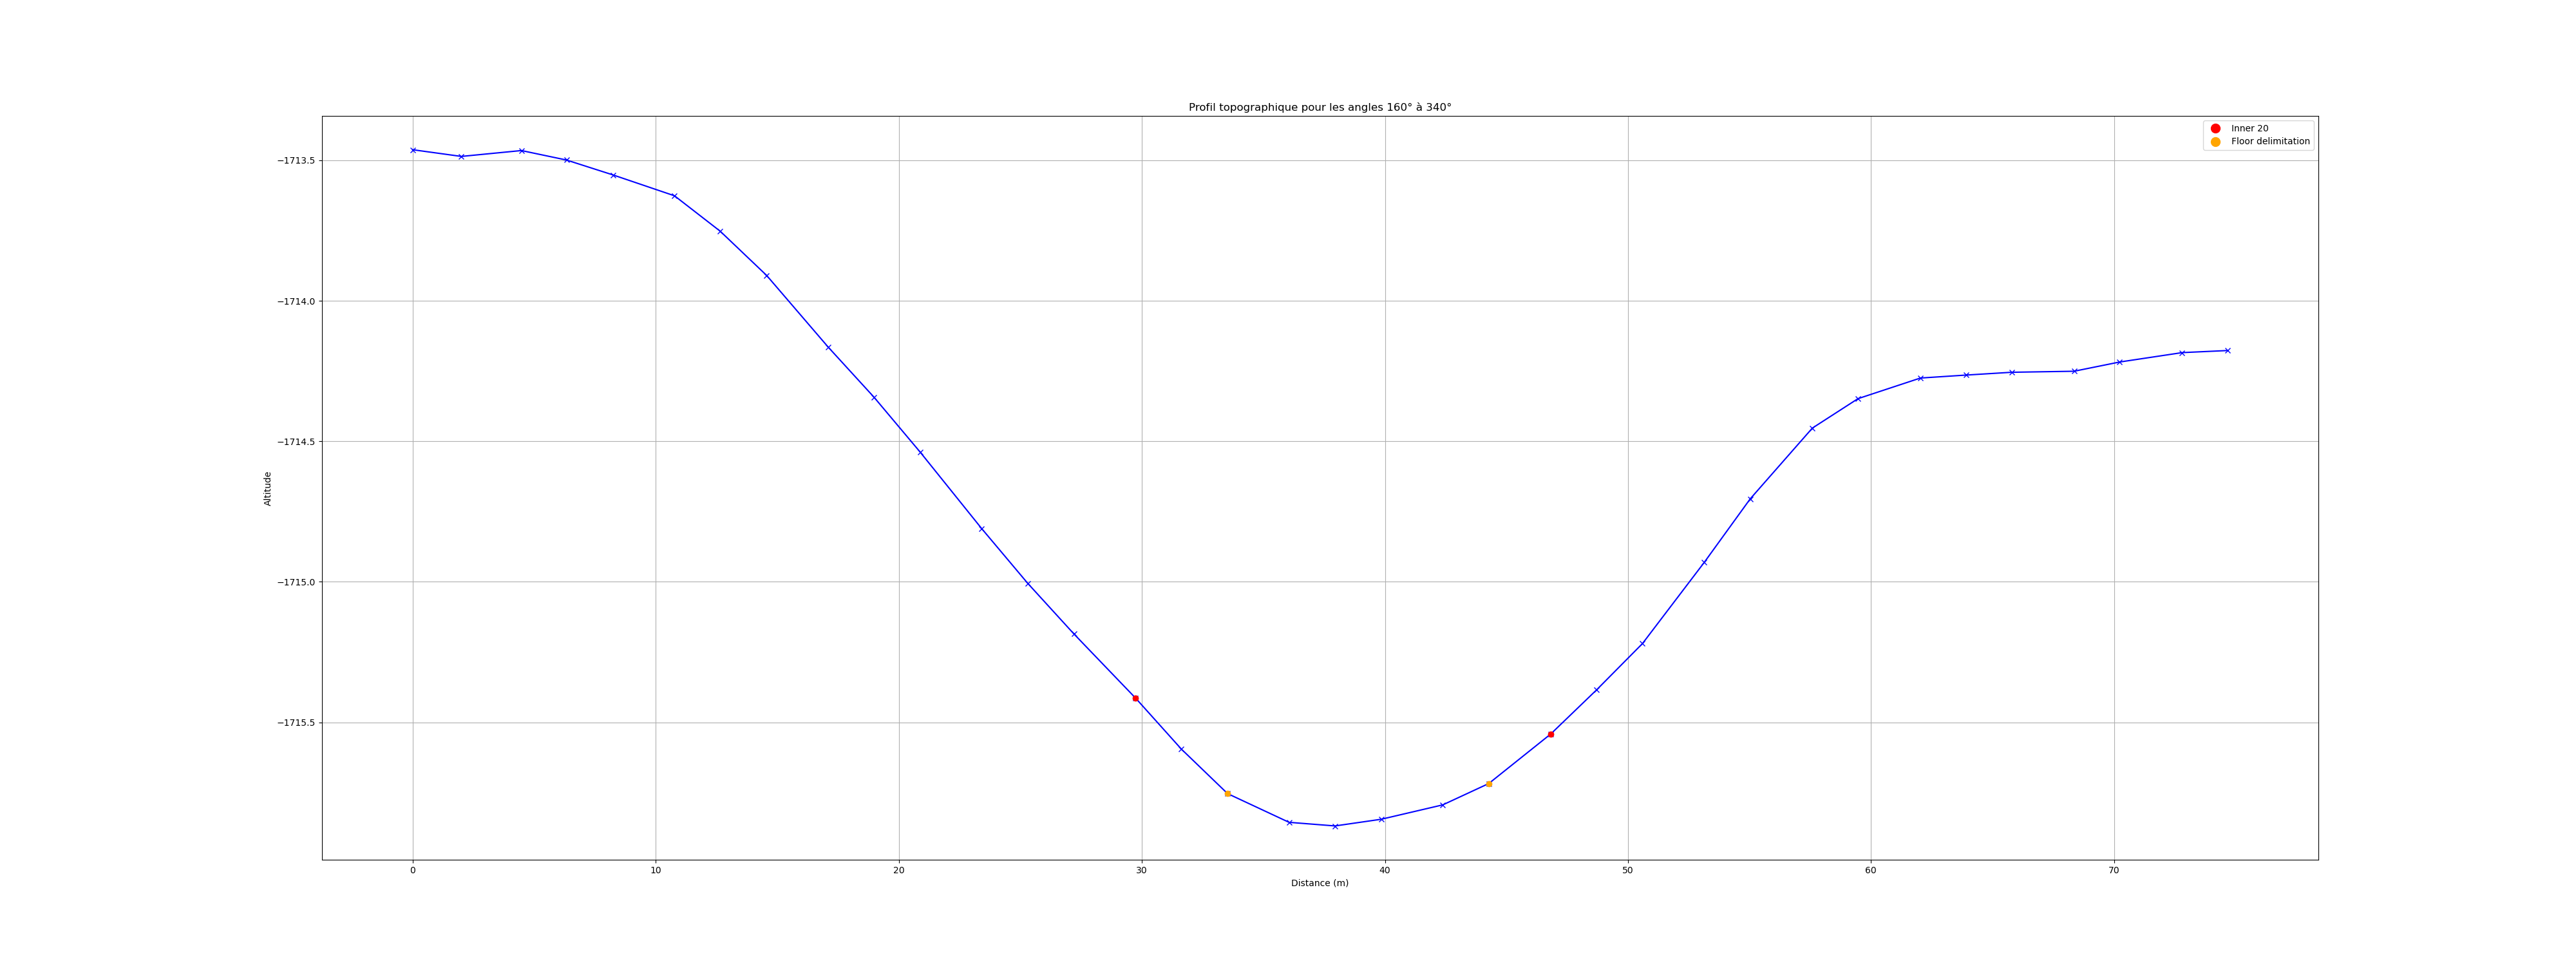 Profil topographique pour les angles 160° à 340°
Inner 20
Floor delimitation
Altitude
−1713.5
−1714.0
−1714.5
−1715.0
−1715.5
0 10 20 30 40 50 60 70
Distance (m)